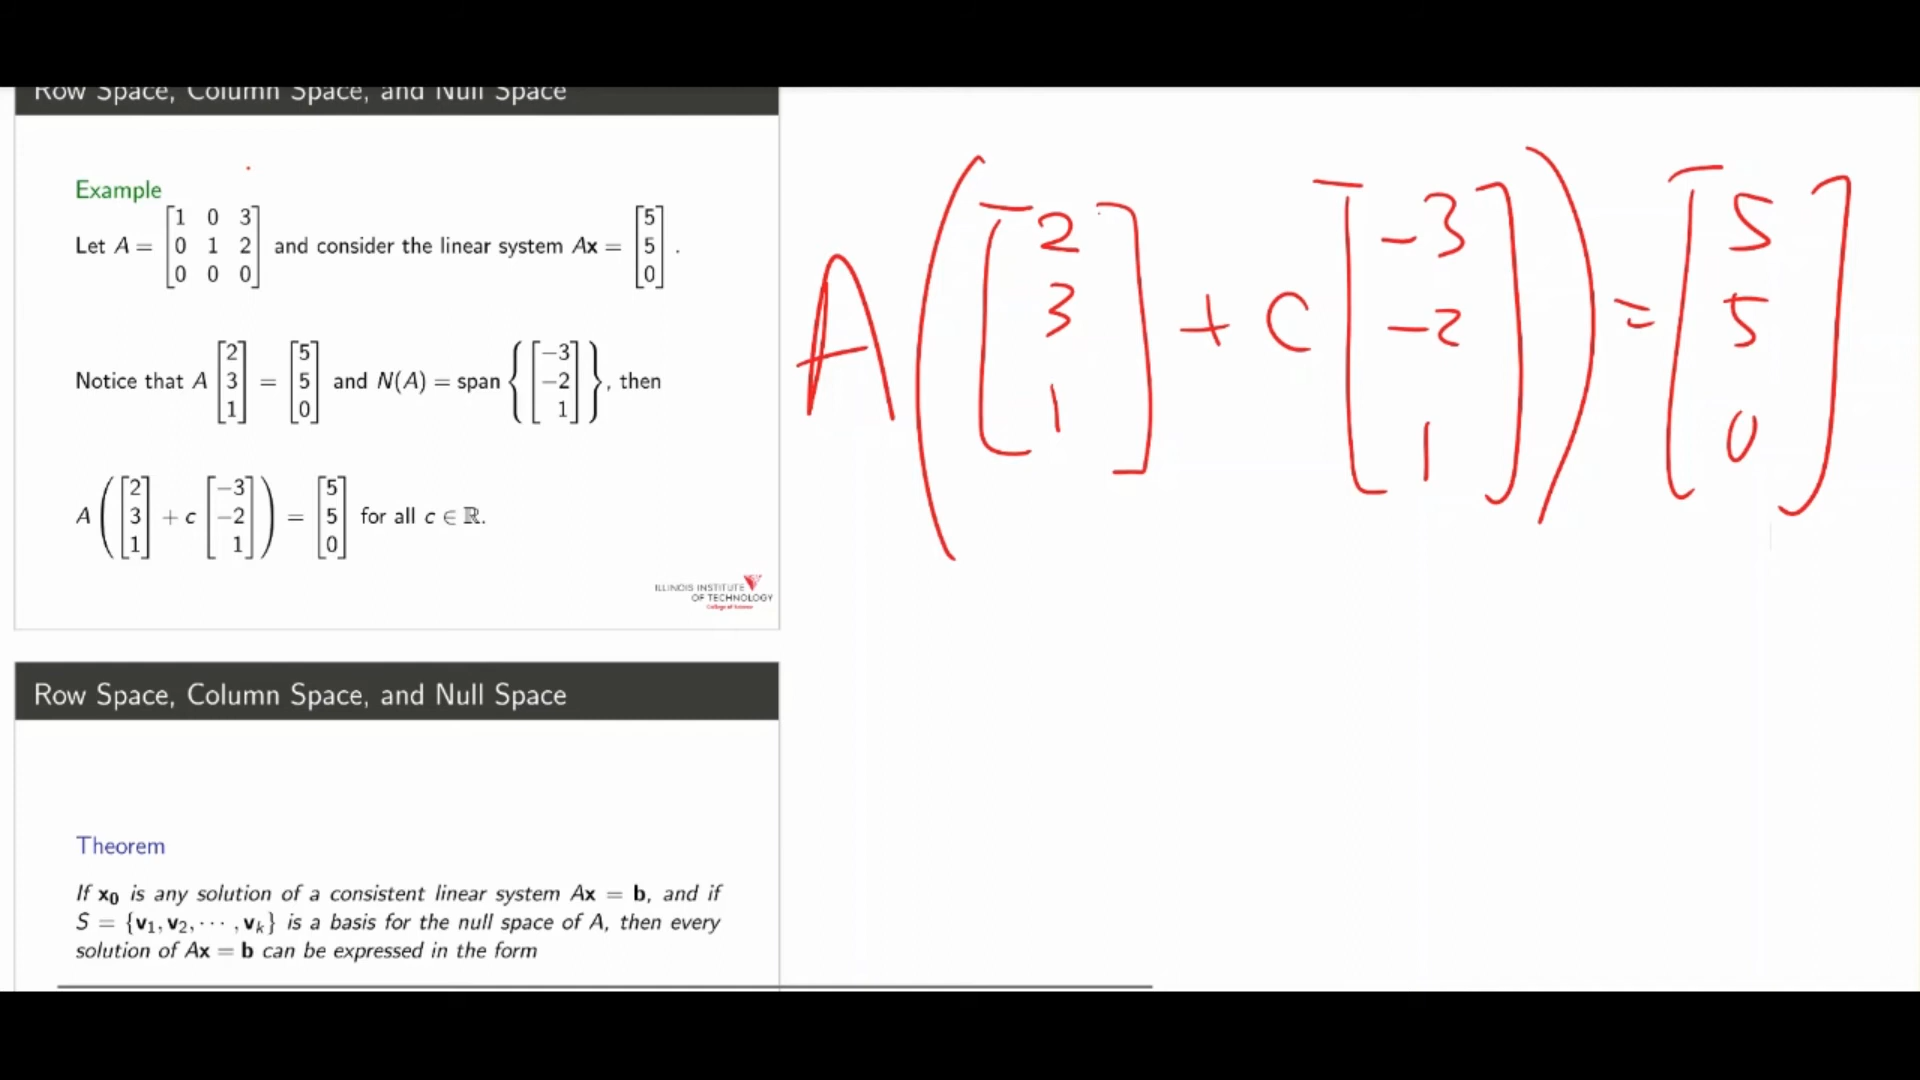 Row Space, Column Space, and Null Space
Example
Let A = [1 0 3; 0 1 2; 0 0 0] and consider the linear system Ax = [5; 5; 0] .
Notice that A [2; 3; 1] = [5; 5; 0] and N(A) = span { [−3; −2; 1] }, then
A ( [2; 3; 1] + c [−3; −2; 1] ) = [5; 5; 0] for all c ∈ ℝ.
ILLINOIS INSTITUTE
OF TECHNOLOGY
College of Science
Row Space, Column Space, and Null Space
Theorem
If x₀ is any solution of a consistent linear system Ax = b, and if
S = {v₁, v₂, ⋯ , vₖ} is a basis for the null space of A, then every
solution of Ax = b can be expressed in the form
A ( [2; 3; 1] + c [-3; -2; 1] ) = [5; 5; 0]